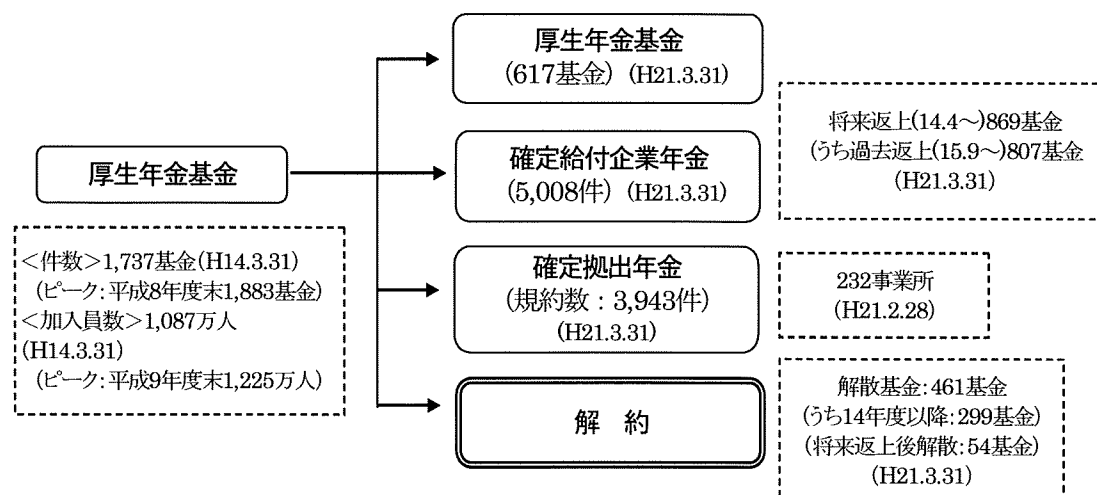 厚生年金基金
<件数>1,737基金(H14.3.31)
(ピーク:平成8年度末1,883基金)
<加入員数>1,087万人
(H14.3.31)
(ピーク:平成9年度末1,225万人)
厚生年金基金
(617基金) (H21.3.31)
確定給付企業年金
(5,008件) (H21.3.31)
将来返上(14.4~)869基金
(うち過去返上(15.9~)807基金
(H21.3.31)
確定拠出年金
(規約数:3,943件)
(H21.3.31)
232事業所
(H21.2.28)
解 約
解散基金:461基金
(うち14年度以降:299基金)
(将来返上後解散:54基金)
(H21.3.31)